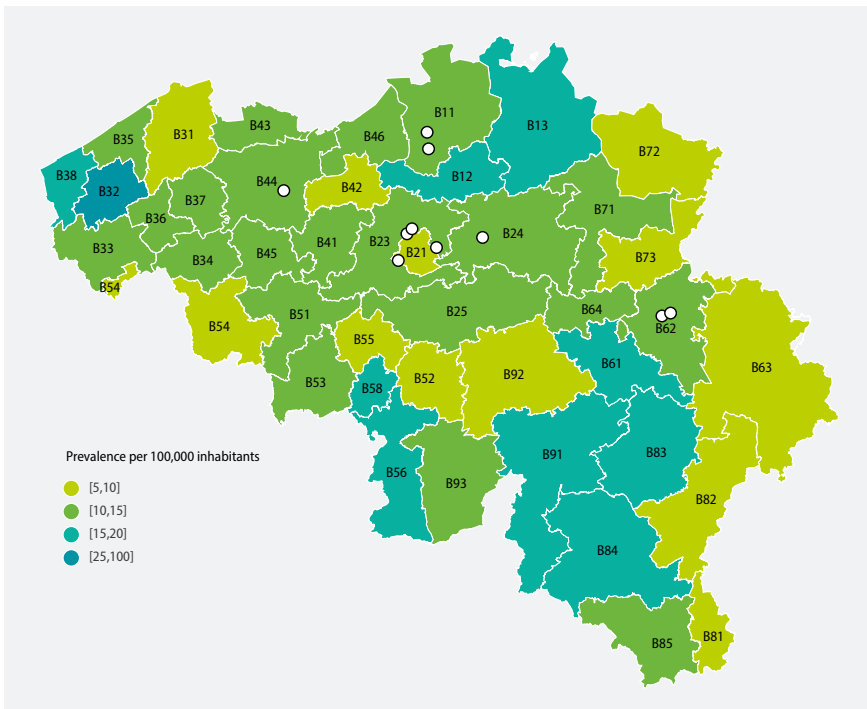 B11
B35
B31
B43
B46
B13
B72
B38
B32
B44
B42
B12
B37
B36
B71
B33
B34
B45
B41
B23
B21
B24
B73
B54
B54
B51
B55
B25
B64
B62
B53
B58
B52
B92
B61
B63
B56
B93
B91
B83
B82
B84
B85
B81
Prevalence per 100,000 inhabitants
[5,10]
[10,15]
[15,20]
[25,100]